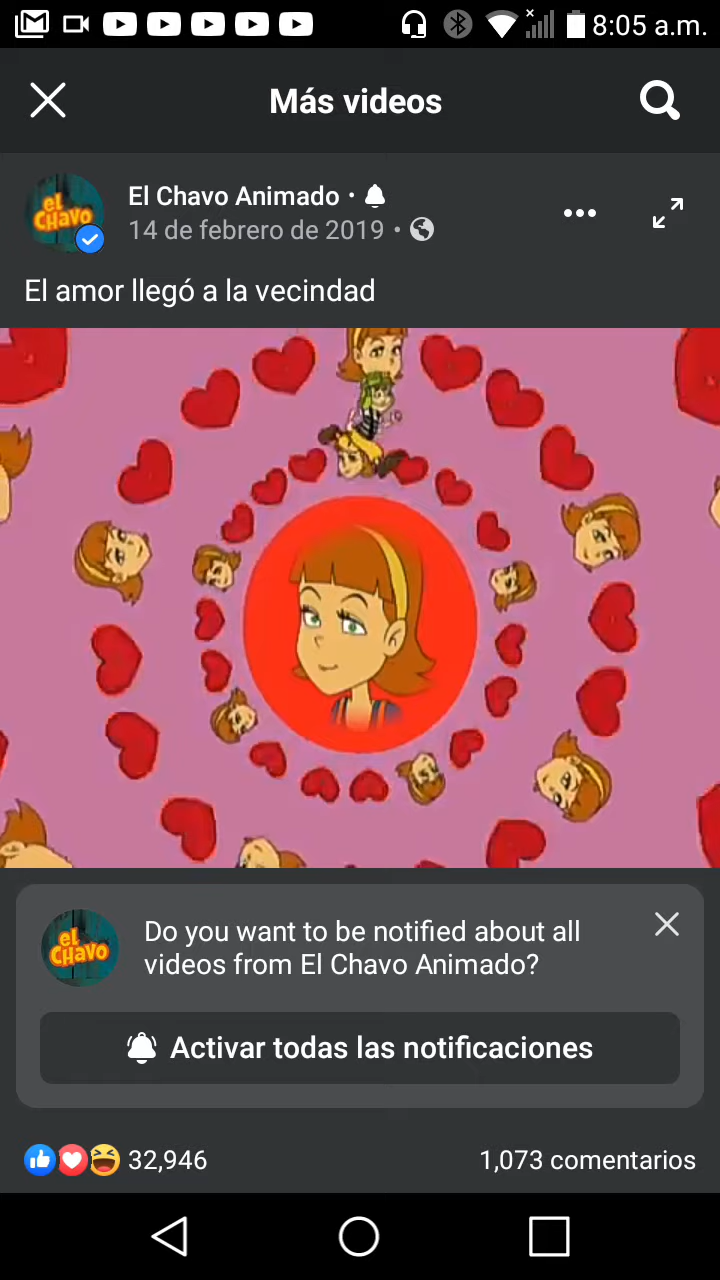 8:05 a.m.
Más videos
el CHavo
El Chavo Animado •
14 de febrero de 2019 •
El amor llegó a la vecindad
el CHavo
Do you want to be notified about all
videos from El Chavo Animado?
Activar todas las notificaciones
32,946
1,073 comentarios